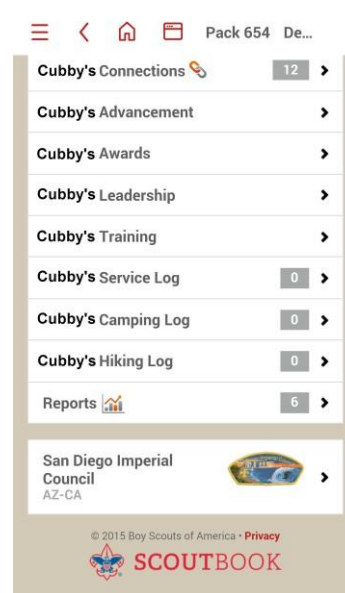 Pack 654 De...
Cubby's Connections 12
Cubby's Advancement
Cubby's Awards
Cubby's Leadership
Cubby's Training
Cubby's Service Log 0
Cubby's Camping Log 0
Cubby's Hiking Log 0
Reports 6
San Diego Imperial
Council
AZ-CA
© 2015 Boy Scouts of America • Privacy
SCOUTBOOK